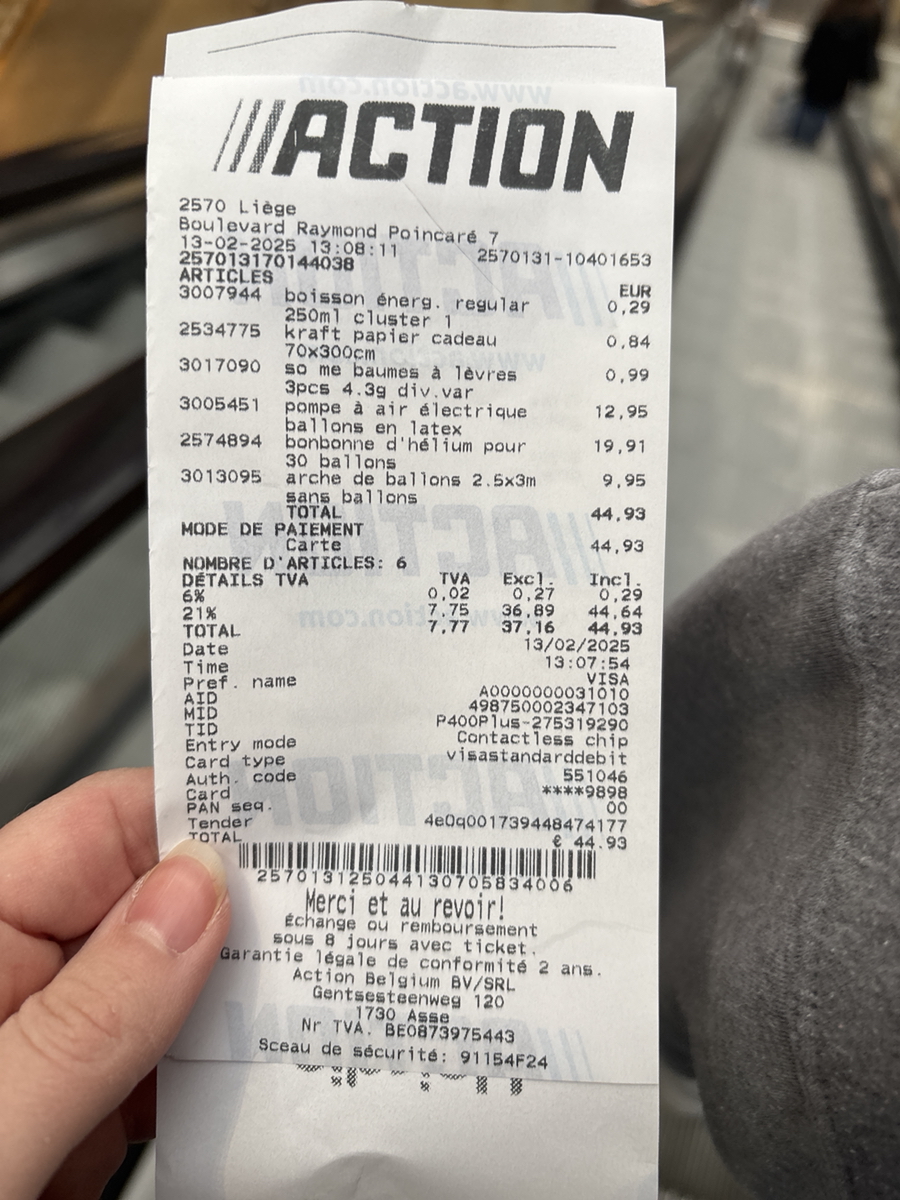 www.action.com
///ACTION
2570 Liège
Boulevard Raymond Poincaré 7
13-02-2025 13:08:11 2570131-10401653
257013170144038
ARTICLES EUR
3007944 boisson énerg. regular 0,29
250ml cluster 1
2534775 kraft papier cadeau 0,84
70x300cm
3017090 so me baumes à lèvres 0,99
3pcs 4.3g div.var
3005451 pompe à air électrique 12,95
ballons en latex
2574894 bonbonne d'hélium pour 19,91
30 ballons
3013095 arche de ballons 2.5x3m 9,95
sans ballons
TOTAL 44,93
MODE DE PAIEMENT
Carte 44,93
NOMBRE D'ARTICLES: 6
DÉTAILS TVA TVA Excl. Incl.
6% 0,02 0,27 0,29
21% 7,75 36,89 44,64
TOTAL 7,77 37,16 44,93
Date 13/02/2025
Time 13:07:54
Pref. name VISA
AID A0000000031010
MID 498750002347103
TID P400Plus-275319290
Entry mode Contactless chip
Card type visastandarddebit
Auth. code 551046
Card ****9898
PAN seq. 00
Tender 4e0q001739448474177
TOTAL € 44.93
257013125044130705834006
Merci et au revoir!
Échange ou remboursement
sous 8 jours avec ticket.
Garantie légale de conformité 2 ans.
Action Belgium BV/SRL
Gentsesteenweg 120
1730 Asse
Nr TVA. BE0873975443
Sceau de sécurité: 91154F24